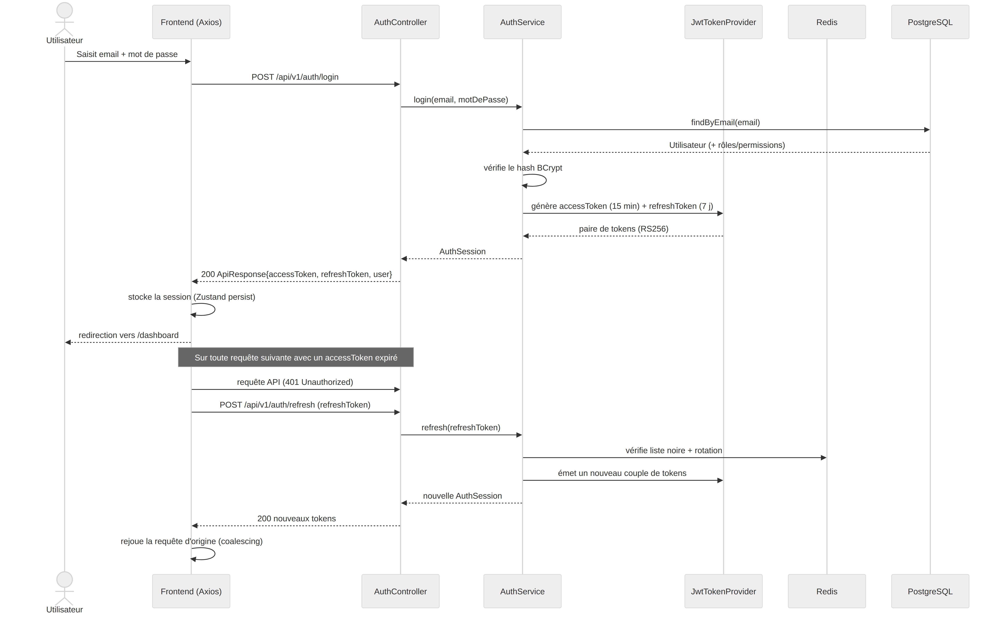 Utilisateur
Frontend (Axios)
AuthController
AuthService
JwtTokenProvider
Redis
PostgreSQL
Saisit email + mot de passe
POST /api/v1/auth/login
login(email, motDePasse)
findByEmail(email)
Utilisateur (+ rôles/permissions)
vérifie le hash BCrypt
génère accessToken (15 min) + refreshToken (7 j)
paire de tokens (RS256)
AuthSession
200 ApiResponse{accessToken, refreshToken, user}
stocke la session (Zustand persist)
redirection vers /dashboard
Sur toute requête suivante avec un accessToken expiré
requête API (401 Unauthorized)
POST /api/v1/auth/refresh (refreshToken)
refresh(refreshToken)
vérifie liste noire + rotation
émet un nouveau couple de tokens
nouvelle AuthSession
200 nouveaux tokens
rejoue la requête d'origine (coalescing)
Utilisateur
Frontend (Axios)
AuthController
AuthService
JwtTokenProvider
Redis
PostgreSQL